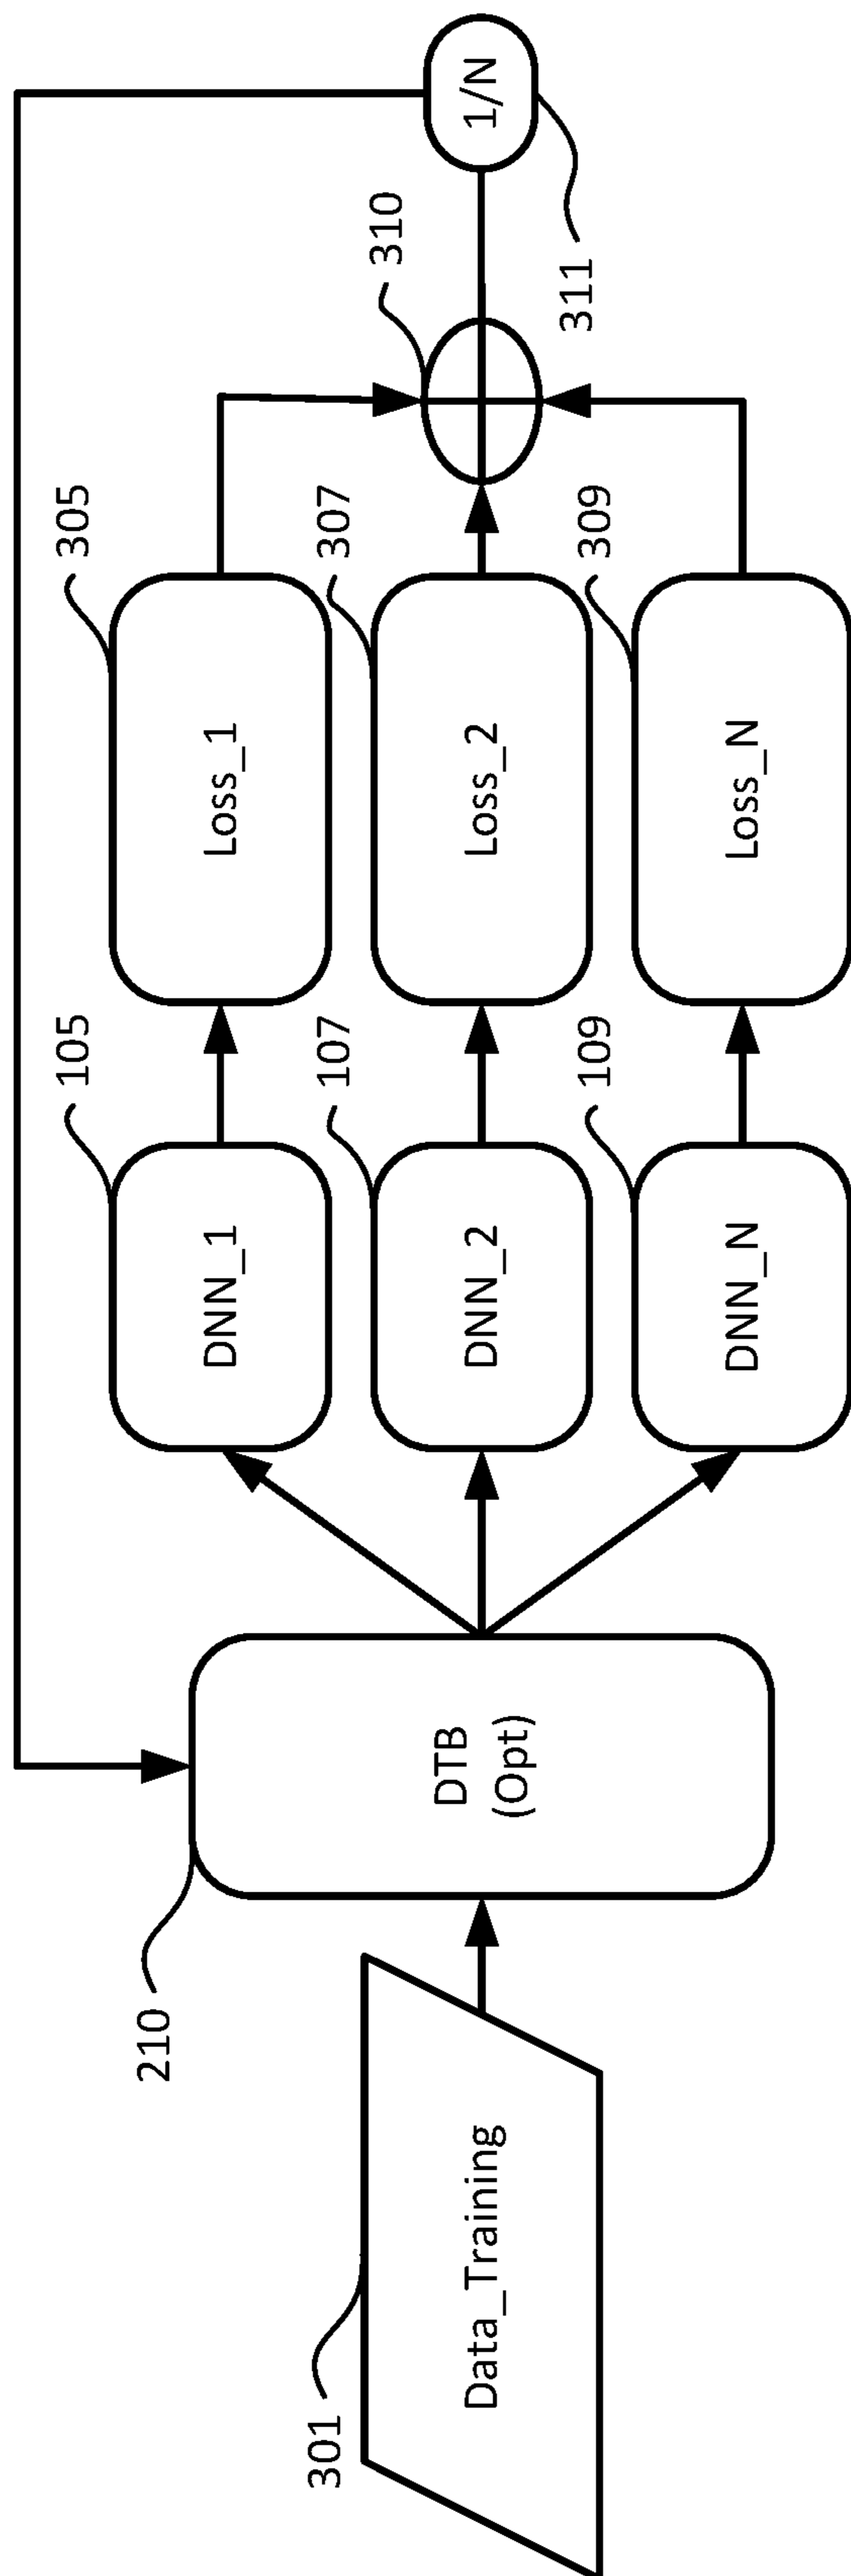 305
105
Loss_1
DNN_1
310
307
107
210
DTB
(Opt)
1/N
Loss_2
DNN_2
301
Data_Training
311
309
109
Loss_N
DNN_N